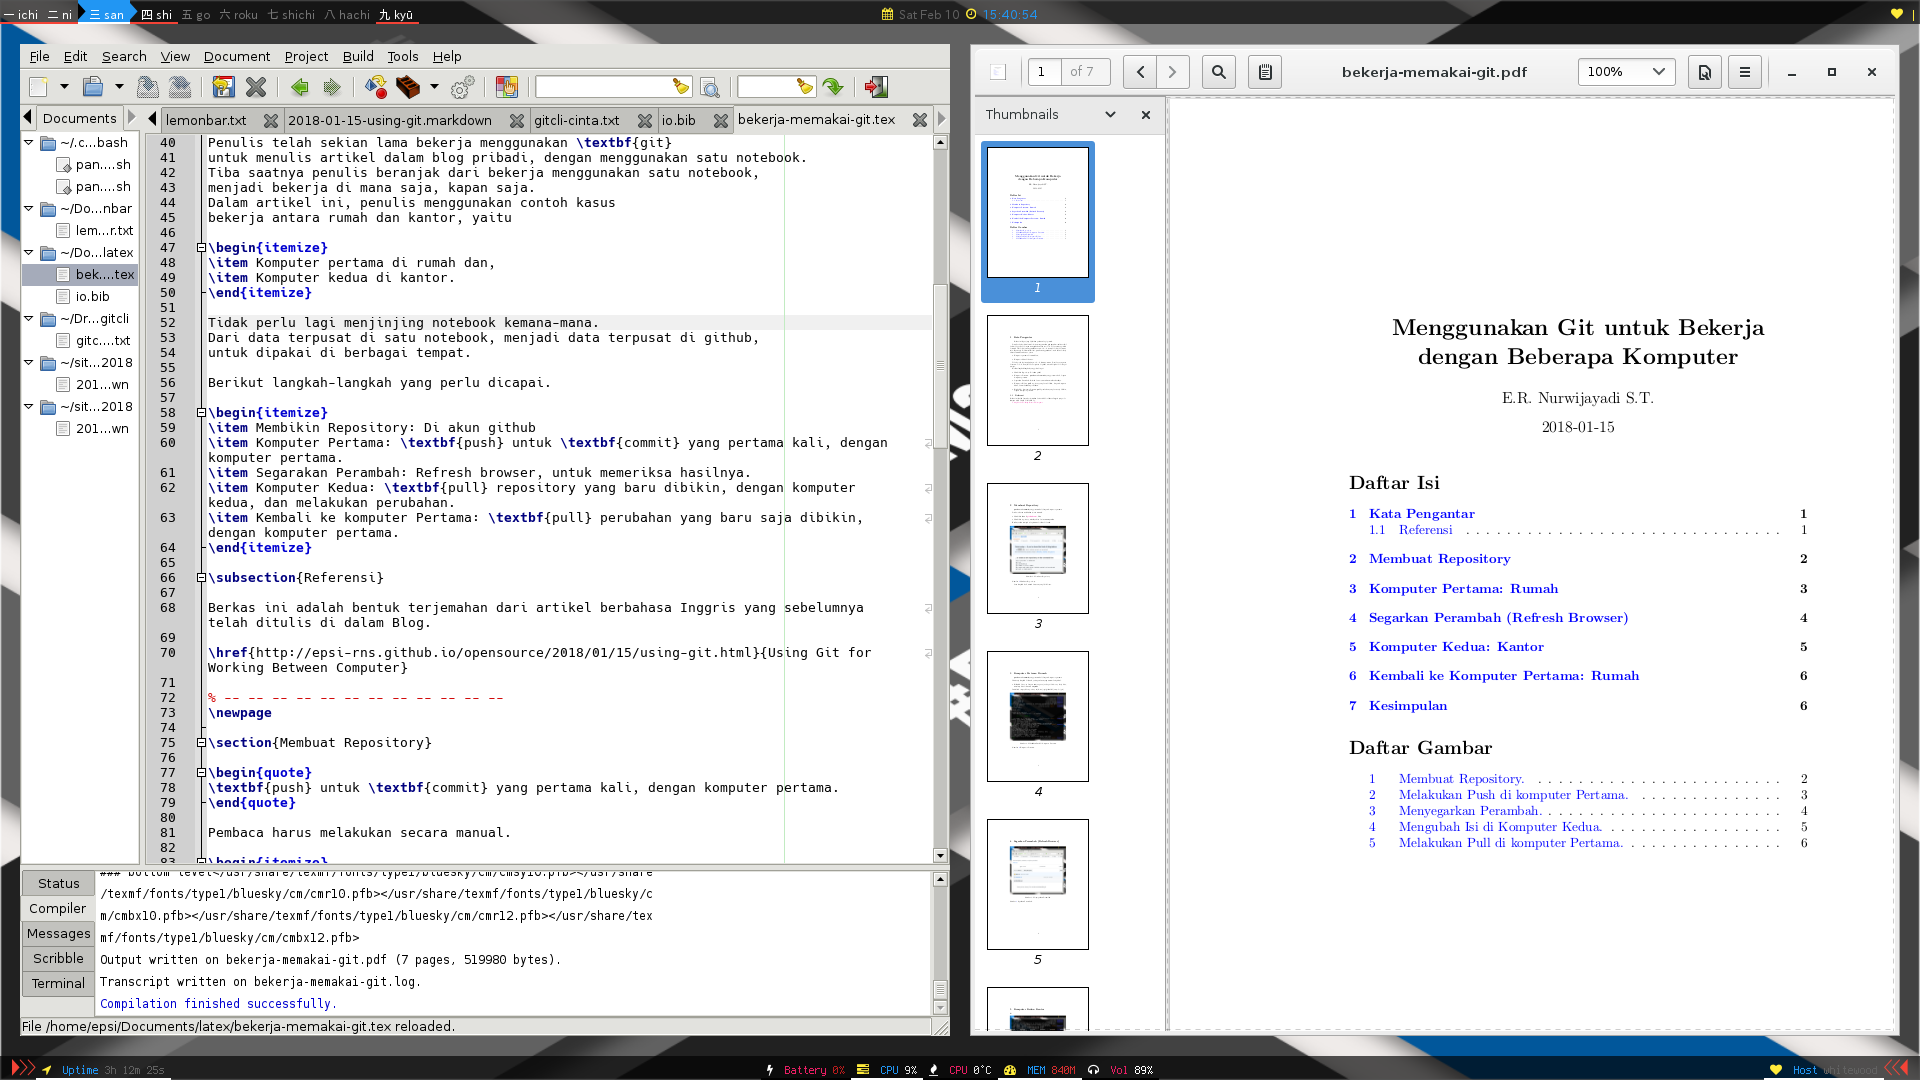 一 ichi 二 ni 三 san 四 shi 五 go 六 roku 七 shichi 八 hachi 九 kyū
Sat Feb 10 15:40:54
File Edit Search View Document Project Build Tools Help
Documents
lemonbar.txt 2018-01-15-using-git.markdown gitcli-cinta.txt io.bib bekerja-memakai-git.tex
~/.c...bash
pan....sh
pan....sh
~/Do...nbar
lem...r.txt
~/Do...latex
bek....tex
io.bib
~/Dr...gitcli
gitc....txt
~/sit...2018
201...wn
~/sit...2018
201...wn
40 Penulis telah sekian lama bekerja menggunakan \textbf{git}
41 untuk menulis artikel dalam blog pribadi, dengan menggunakan satu notebook.
42 Tiba saatnya penulis beranjak dari bekerja menggunakan satu notebook,
43 menjadi bekerja di mana saja, kapan saja.
44 Dalam artikel ini, penulis menggunakan contoh kasus
45 bekerja antara rumah dan kantor, yaitu
46
47 \begin{itemize}
48 \item Komputer pertama di rumah dan,
49 \item Komputer kedua di kantor.
50 \end{itemize}
51
52 Tidak perlu lagi menjinjing notebook kemana-mana.
53 Dari data terpusat di satu notebook, menjadi data terpusat di github,
54 untuk dipakai di berbagai tempat.
55
56 Berikut langkah-langkah yang perlu dicapai.
57
58 \begin{itemize}
59 \item Membikin Repository: Di akun github
60 \item Komputer Pertama: \textbf{push} untuk \textbf{commit} yang pertama kali, dengan
komputer pertama.
61 \item Segarakan Perambah: Refresh browser, untuk memeriksa hasilnya.
62 \item Komputer Kedua: \textbf{pull} repository yang baru dibikin, dengan komputer
kedua, dan melakukan perubahan.
63 \item Kembali ke komputer Pertama: \textbf{pull} perubahan yang baru saja dibikin,
dengan komputer pertama.
64 \end{itemize}
65
66 \subsection{Referensi}
67
68 Berkas ini adalah bentuk terjemahan dari artikel berbahasa Inggris yang sebelumnya
telah ditulis di dalam Blog.
69
70 \href{http://epsi-rns.github.io/opensource/2018/01/15/using-git.html}{Using Git for
Working Between Computer}
71
72 % -- -- -- -- -- -- -- -- -- -- -- --
73 \newpage
74
75 \section{Membuat Repository}
76
77 \begin{quote}
78 \textbf{push} untuk \textbf{commit} yang pertama kali, dengan komputer pertama.
79 \end{quote}
80
81 Pembaca harus melakukan secara manual.
82
83 \begin{itemize}
Status
Compiler
Messages
Scribble
Terminal
### bottom level</usr/share/texmf/fonts/type1/bluesky/cm/cmsy10.pfb></usr/share
/texmf/fonts/type1/bluesky/cm/cmr10.pfb></usr/share/texmf/fonts/type1/bluesky/c
m/cmbx10.pfb></usr/share/texmf/fonts/type1/bluesky/cm/cmr12.pfb></usr/share/tex
mf/fonts/type1/bluesky/cm/cmbx12.pfb>
Output written on bekerja-memakai-git.pdf (7 pages, 519980 bytes).
Transcript written on bekerja-memakai-git.log.
Compilation finished successfully.
File /home/epsi/Documents/latex/bekerja-memakai-git.tex reloaded.
1 of 7
bekerja-memakai-git.pdf
100%
Thumbnails
1
2
3
4
5
Menggunakan Git untuk Bekerja
dengan Beberapa Komputer
E.R. Nurwijayadi S.T.
2018-01-15
Daftar Isi
1 Kata Pengantar 1
1.1 Referensi . . . . . . . . . . . . . . . . . . . . . . . . . . . . . 1
2 Membuat Repository 2
3 Komputer Pertama: Rumah 3
4 Segarkan Perambah (Refresh Browser) 4
5 Komputer Kedua: Kantor 5
6 Kembali ke Komputer Pertama: Rumah 6
7 Kesimpulan 6
Daftar Gambar
1 Membuat Repository. . . . . . . . . . . . . . . . . . . . . . 2
2 Melakukan Push di komputer Pertama. . . . . . . . . . . . . . . 3
3 Menyegarkan Perambah. . . . . . . . . . . . . . . . . . . . . 4
4 Mengubah Isi di Komputer Kedua. . . . . . . . . . . . . . . . 5
5 Melakukan Pull di komputer Pertama. . . . . . . . . . . . . . . 6
Uptime 3h 12m 25s
Battery 0% CPU 9% CPU 0°C MEM 840M Vol 89%
Host whitewood